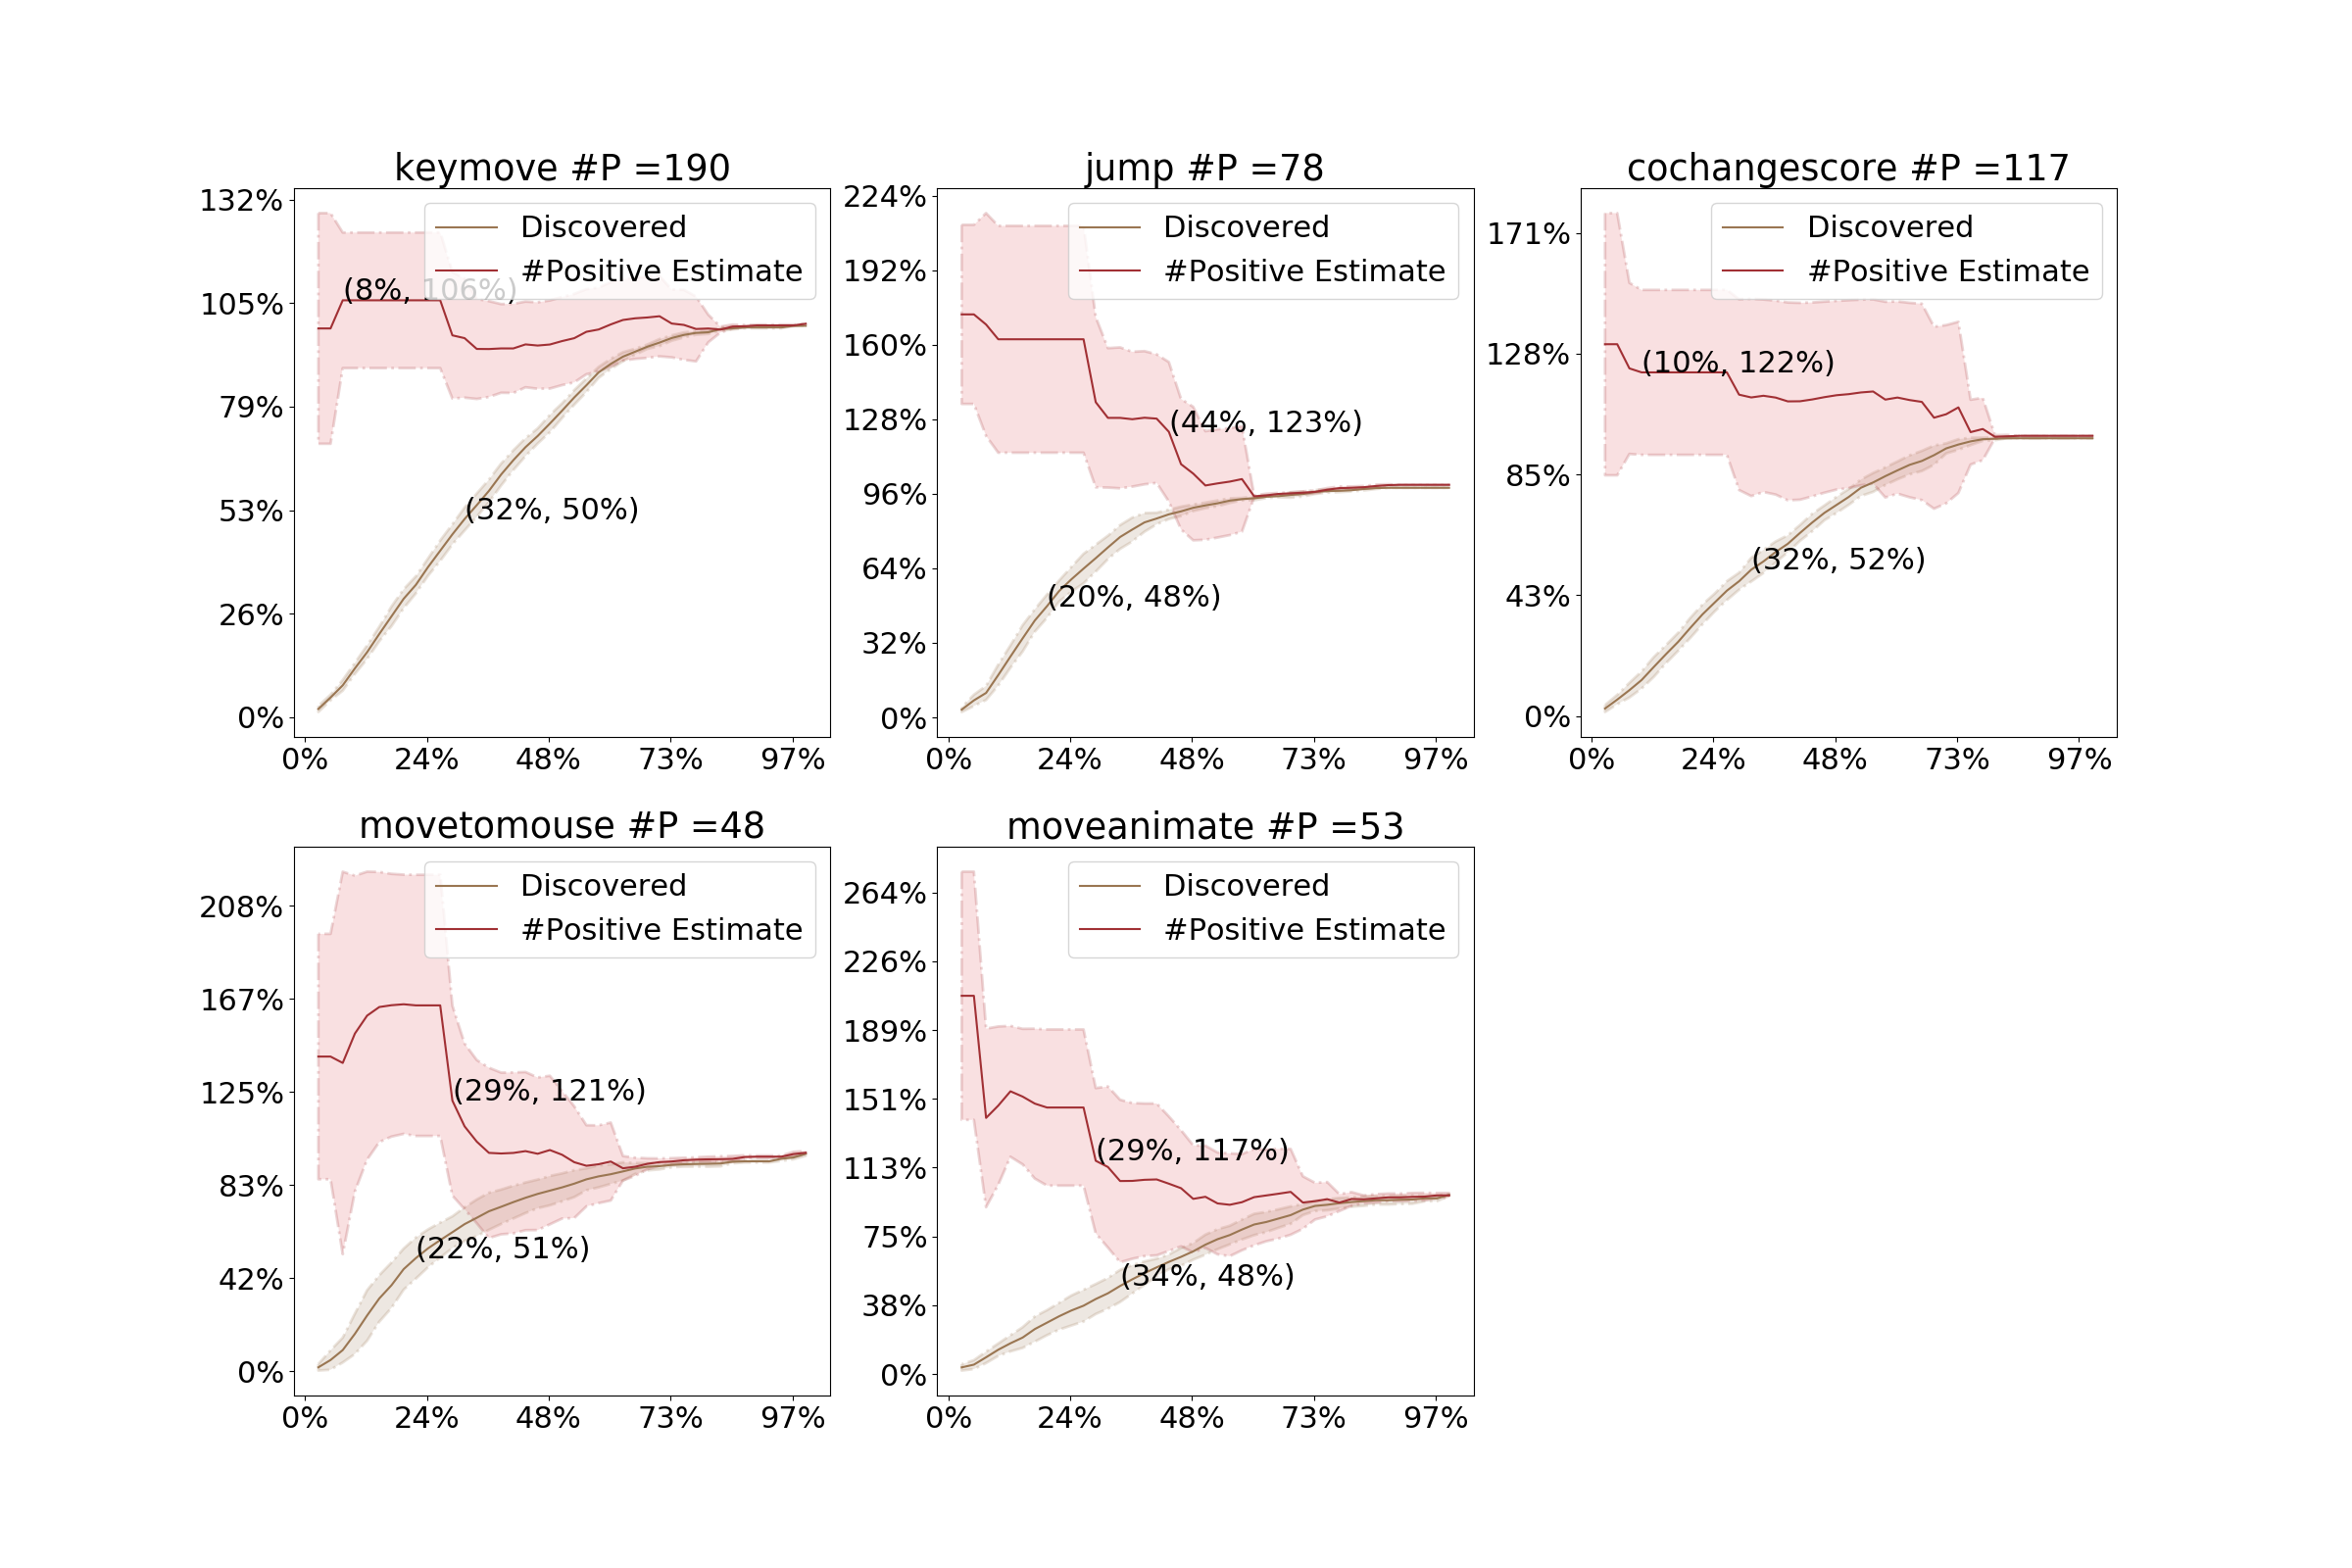 keymove #P =190
132%
105%
79%
53%
26%
0%
Discovered
#Positive Estimate
(8%, 106%)
(32%, 50%)
0% 24% 48% 73% 97%
jump #P =78
224%
192%
160%
128%
96%
64%
32%
0%
Discovered
#Positive Estimate
(44%, 123%)
(20%, 48%)
0% 24% 48% 73% 97%
cochangescore #P =117
171%
128%
85%
43%
0%
Discovered
#Positive Estimate
(10%, 122%)
(32%, 52%)
0% 24% 48% 73% 97%
movetomouse #P =48
208%
167%
125%
83%
42%
0%
Discovered
#Positive Estimate
(29%, 121%)
(22%, 51%)
0% 24% 48% 73% 97%
moveanimate #P =53
264%
226%
189%
151%
113%
75%
38%
0%
Discovered
#Positive Estimate
(29%, 117%)
(34%, 48%)
0% 24% 48% 73% 97%